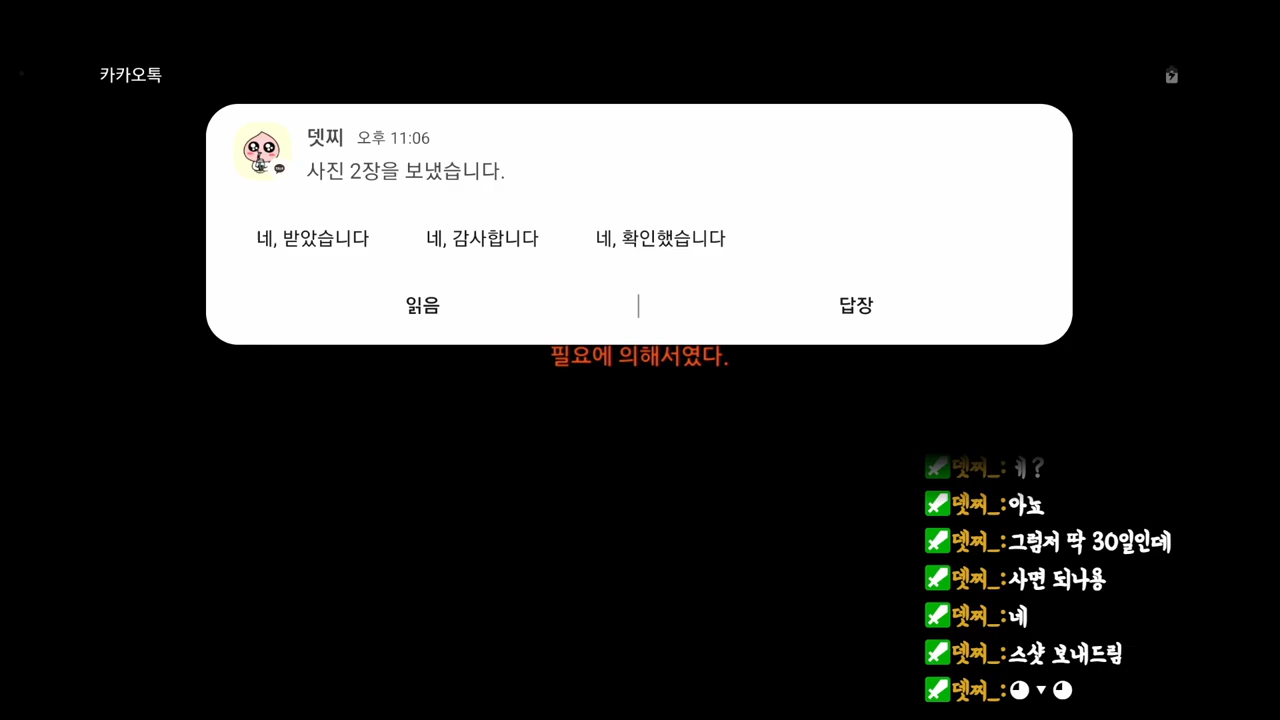 카카오톡
뎃찌 오후 11:06
사진 2장을 보냈습니다.
네, 받았습니다 네, 감사합니다 네, 확인했습니다
읽음 | 답장
필요에 의해서였다.
뎃찌_: 네?
뎃찌_: 아뇨
뎃찌_: 그럼저 딱 30일인데
뎃찌_: 사면 되나용
뎃찌_: 네
뎃찌_: 스샷 보내드림
뎃찌_: ◕ ▾ ◕